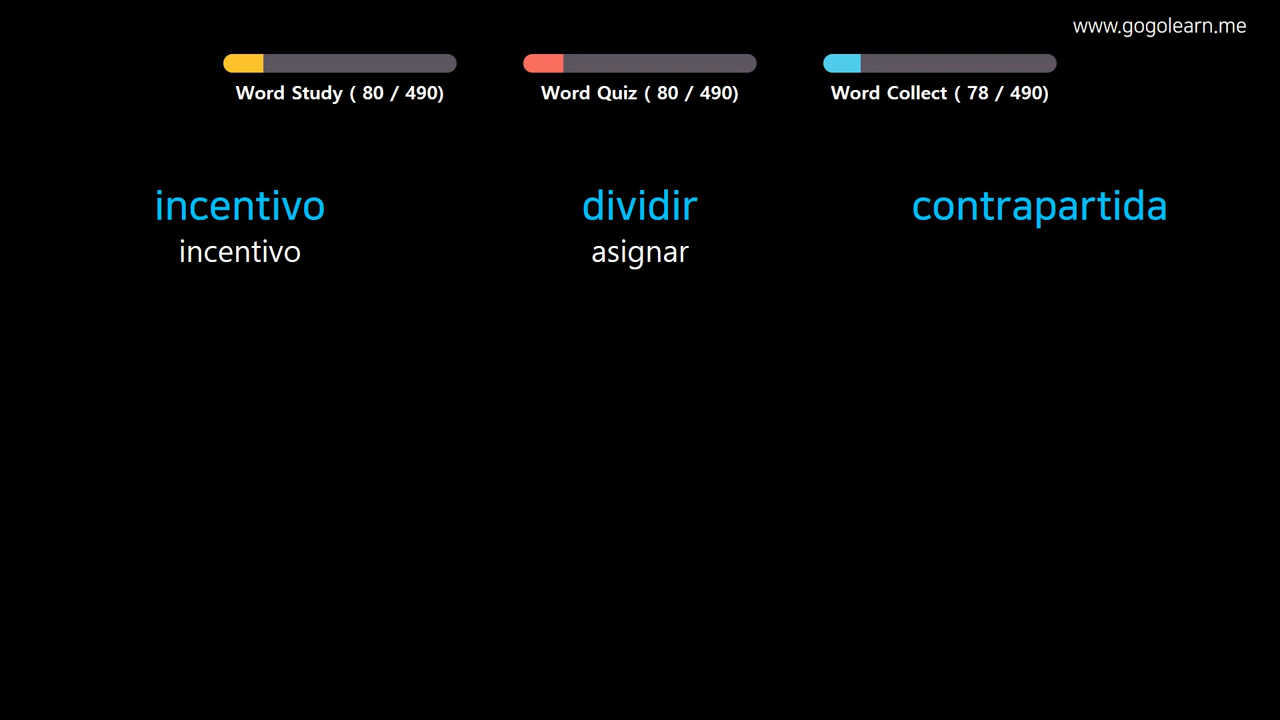 www.gogolearn.me
Word Study ( 80 / 490)
Word Quiz ( 80 / 490)
Word Collect ( 78 / 490)
incentivo
incentivo
dividir
asignar
contrapartida